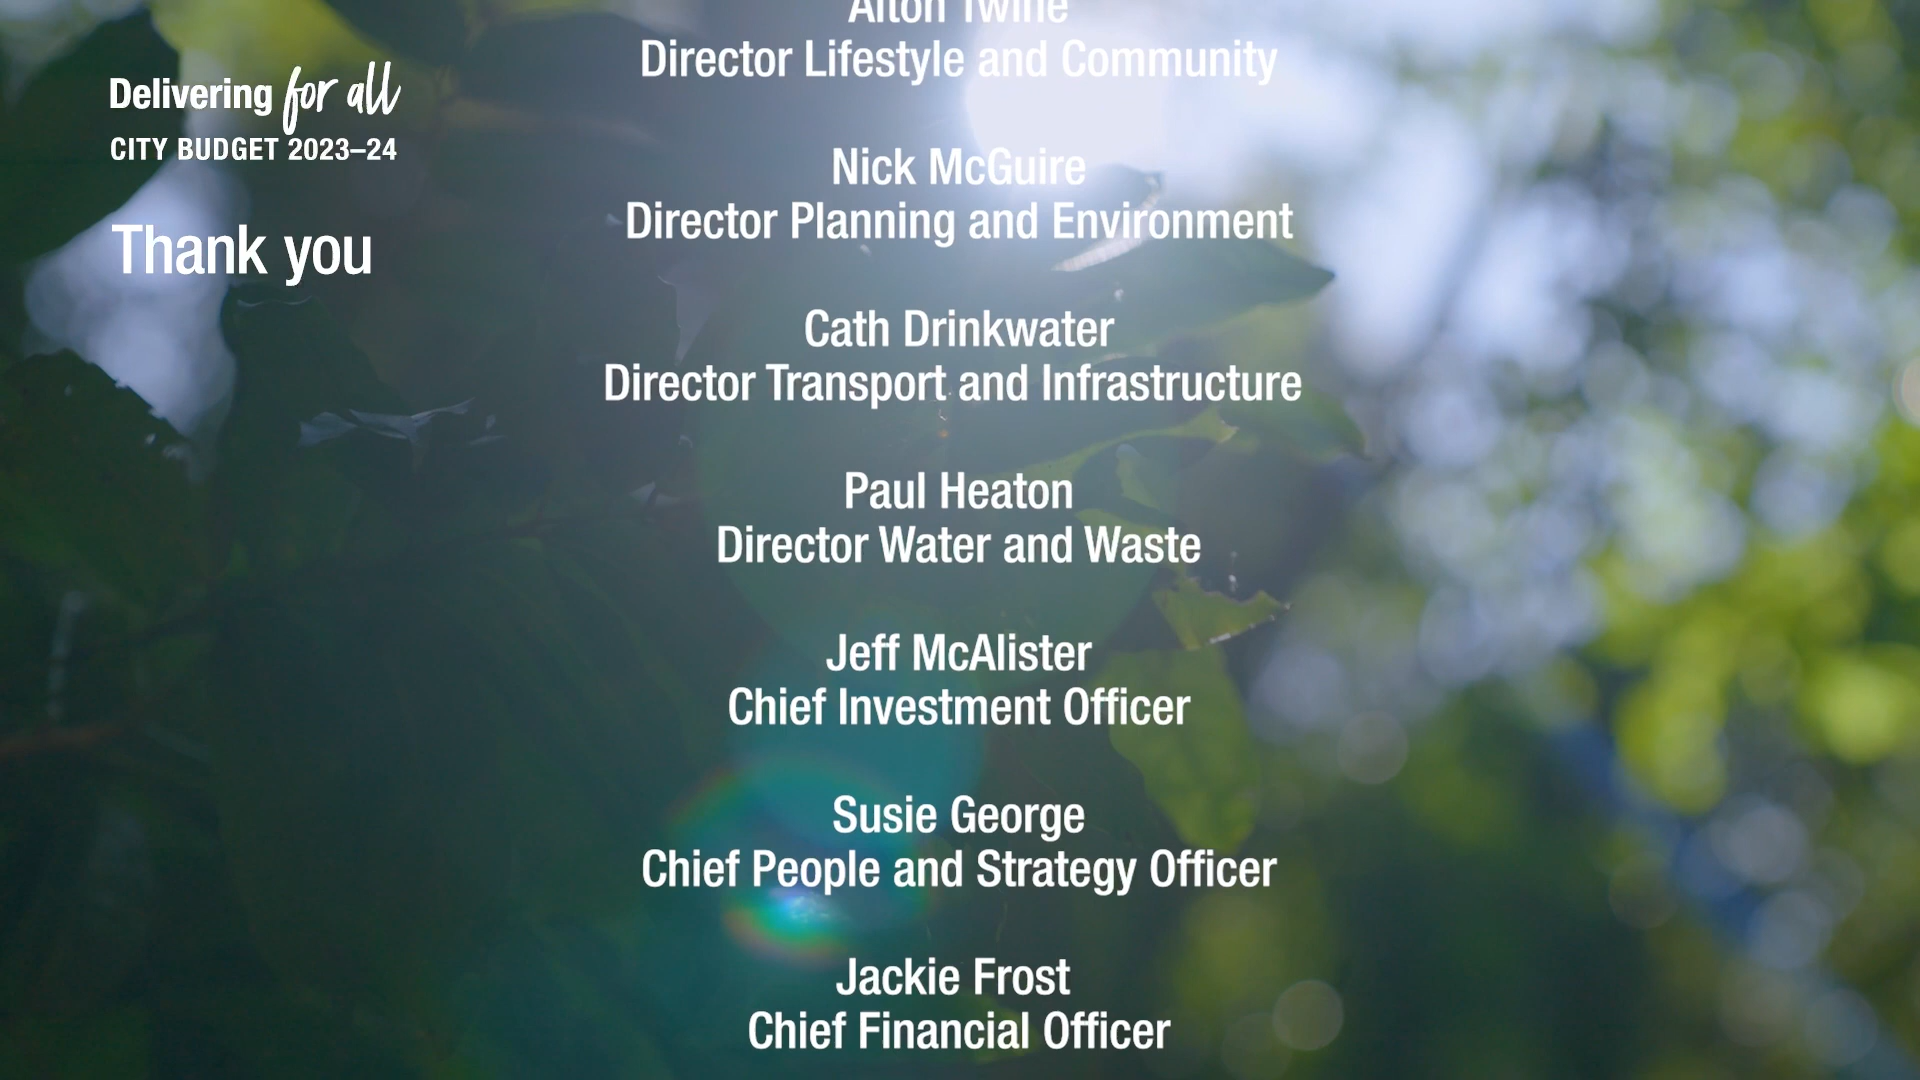 Delivering for all
CITY BUDGET 2023–24
Thank you
Alton Twine
Director Lifestyle and Community
Nick McGuire
Director Planning and Environment
Cath Drinkwater
Director Transport and Infrastructure
Paul Heaton
Director Water and Waste
Jeff McAlister
Chief Investment Officer
Susie George
Chief People and Strategy Officer
Jackie Frost
Chief Financial Officer